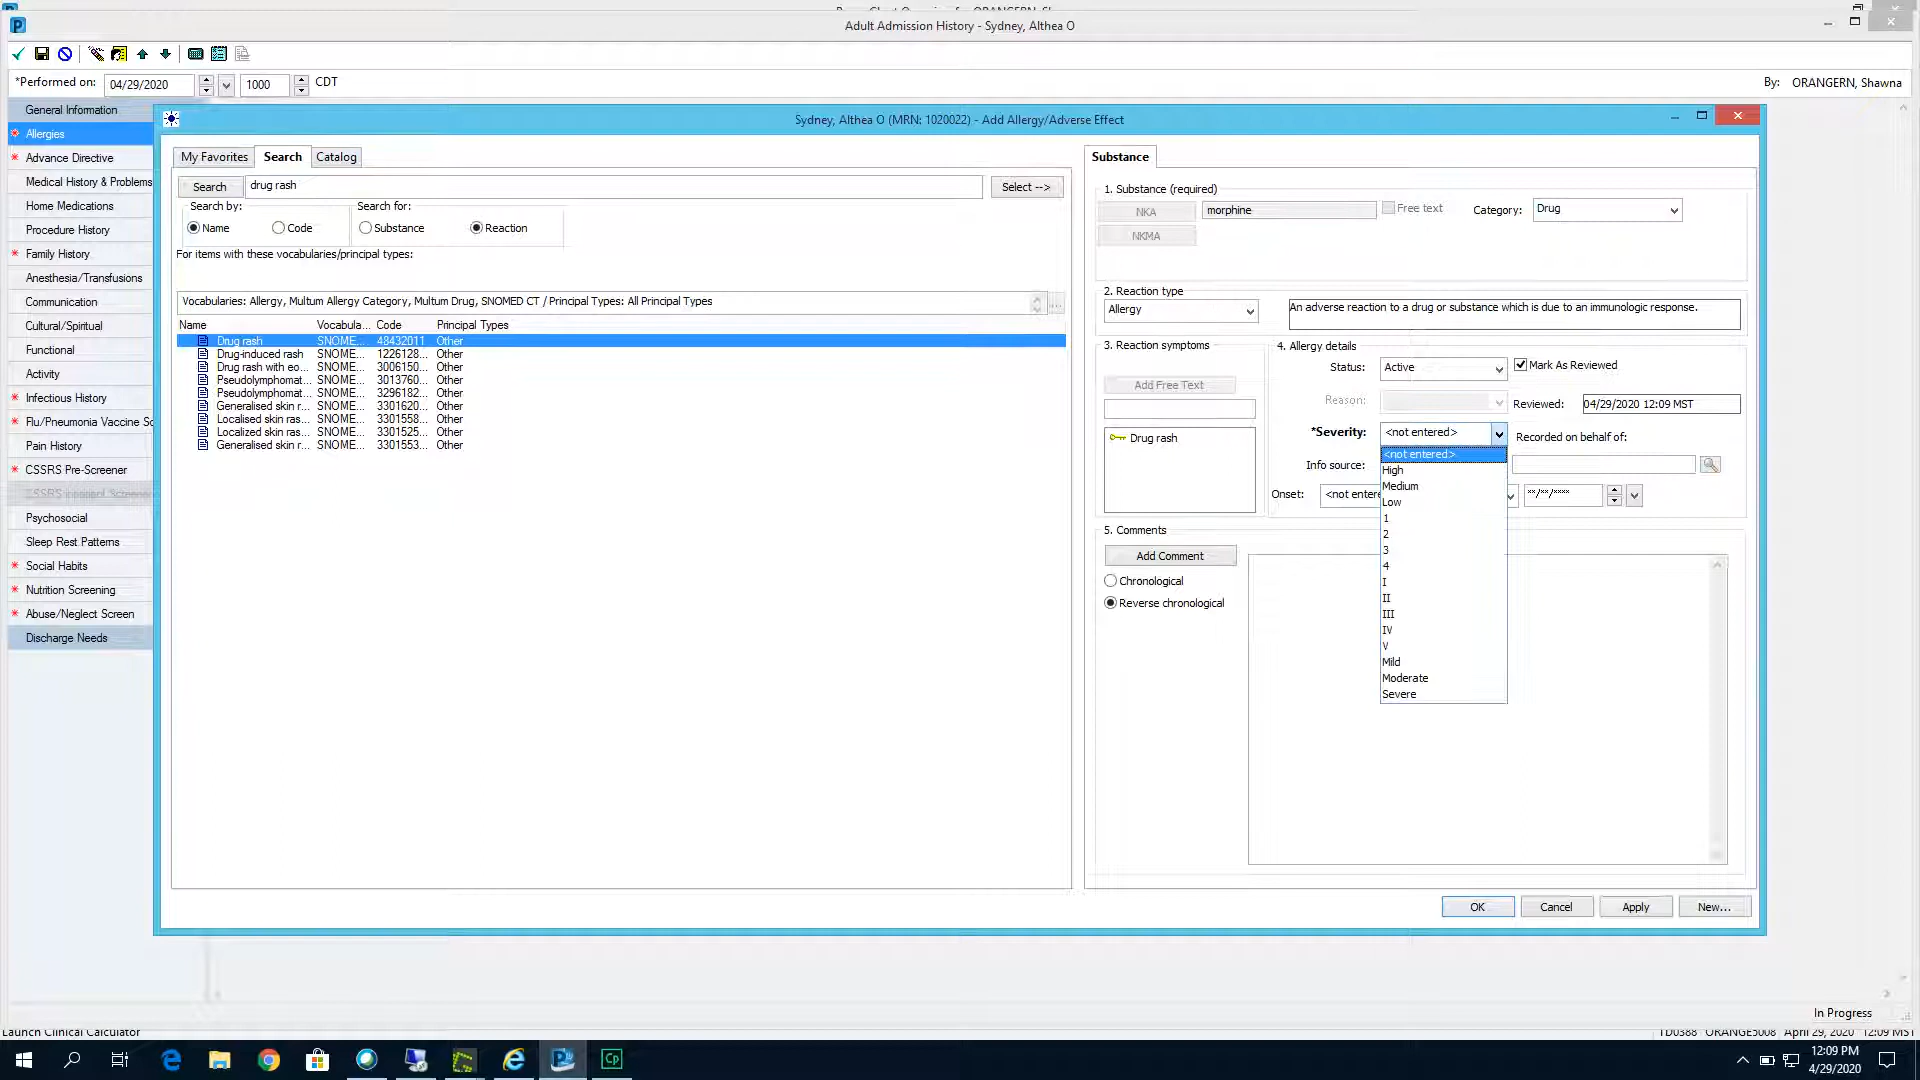 Adult Admission History - Sydney, Althea O
*Performed on: 04/29/2020 1000 CDT
By: ORANGERN, Shawna
General Information
Allergies
Advance Directive
Medical History & Problems
Home Medications
Procedure History
Family History
Anesthesia/Transfusions
Communication
Cultural/Spiritual
Functional
Activity
Infectious History
Flu/Pneumonia Vaccine Sc
Pain History
CSSRS Pre-Screener
Psychosocial
Sleep Rest Patterns
Social Habits
Nutrition Screening
Abuse/Neglect Screen
Discharge Needs
Sydney, Althea O (MRN: 1020022) - Add Allergy/Adverse Effect
My Favorites Search Catalog
Search drug rash Select -->
Search by: Search for:
Name Code Substance Reaction
For items with these vocabularies/principal types:
Vocabularies: Allergy, Multum Allergy Category, Multum Drug, SNOMED CT / Principal Types: All Principal Types ...
Name Vocabula... Code Principal Types
Drug rash SNOME... 48432011 Other
Drug-induced rash SNOME... 1226128... Other
Drug rash with eo... SNOME... 3006150... Other
Pseudolymphomat... SNOME... 3013760... Other
Pseudolymphomat... SNOME... 3296182... Other
Generalised skin r... SNOME... 3301620... Other
Localised skin ras... SNOME... 3301558... Other
Localized skin ras... SNOME... 3301525... Other
Generalised skin r... SNOME... 3301553... Other
Substance
1. Substance (required)
NKA morphine Free text Category: Drug
NKMA
2. Reaction type
Allergy An adverse reaction to a drug or substance which is due to an immunologic response.
3. Reaction symptoms
Add Free Text
Drug rash
4. Allergy details
Status: Active Mark As Reviewed
Reason: Reviewed: 04/29/2020 12:09 MST
*Severity: <not entered> Recorded on behalf of:
Info source:
Onset: <not entere **/**/****
<not entered>
High
Medium
Low
1
2
3
4
I
II
III
IV
V
Mild
Moderate
Severe
5. Comments
Add Comment
Chronological
Reverse chronological
OK Cancel Apply New...
In Progress
Launch Clinical Calculator
TD0388 ORANGE5008 April 29, 2020 12:09 MST
Cp
12:09 PM
4/29/2020